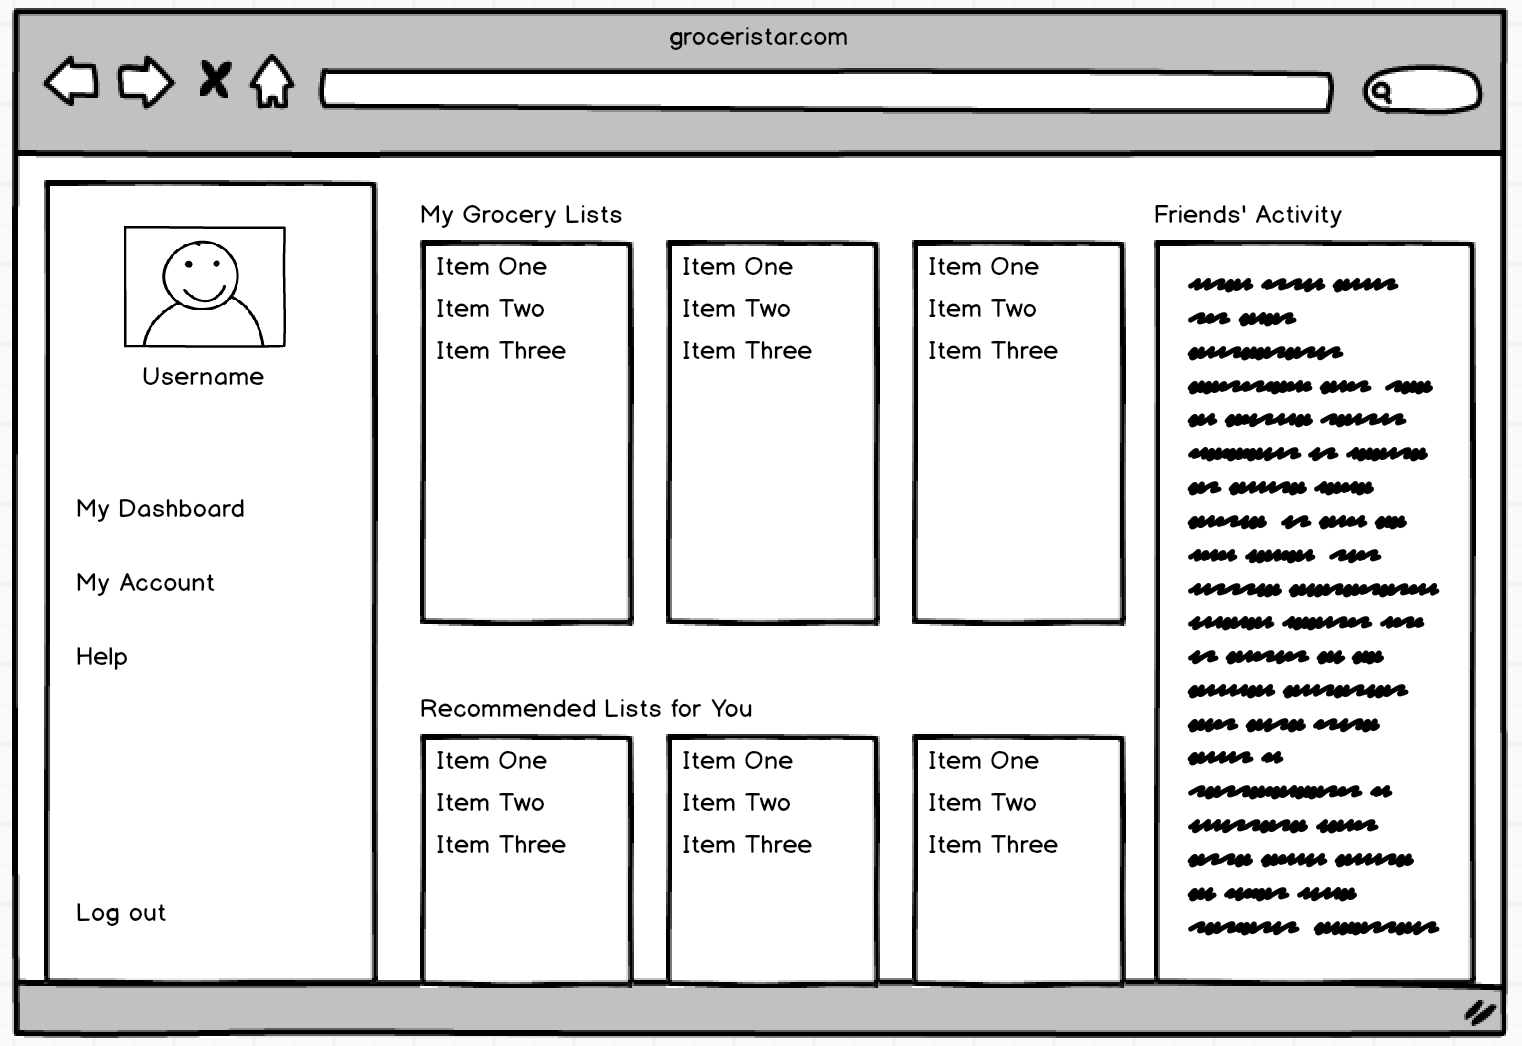 groceristar.com
Username
My Dashboard
My Account
Help
Log out
My Grocery Lists
Item One
Item Two
Item Three
Item One
Item Two
Item Three
Item One
Item Two
Item Three
Recommended Lists for You
Item One
Item Two
Item Three
Item One
Item Two
Item Three
Item One
Item Two
Item Three
Friends' Activity